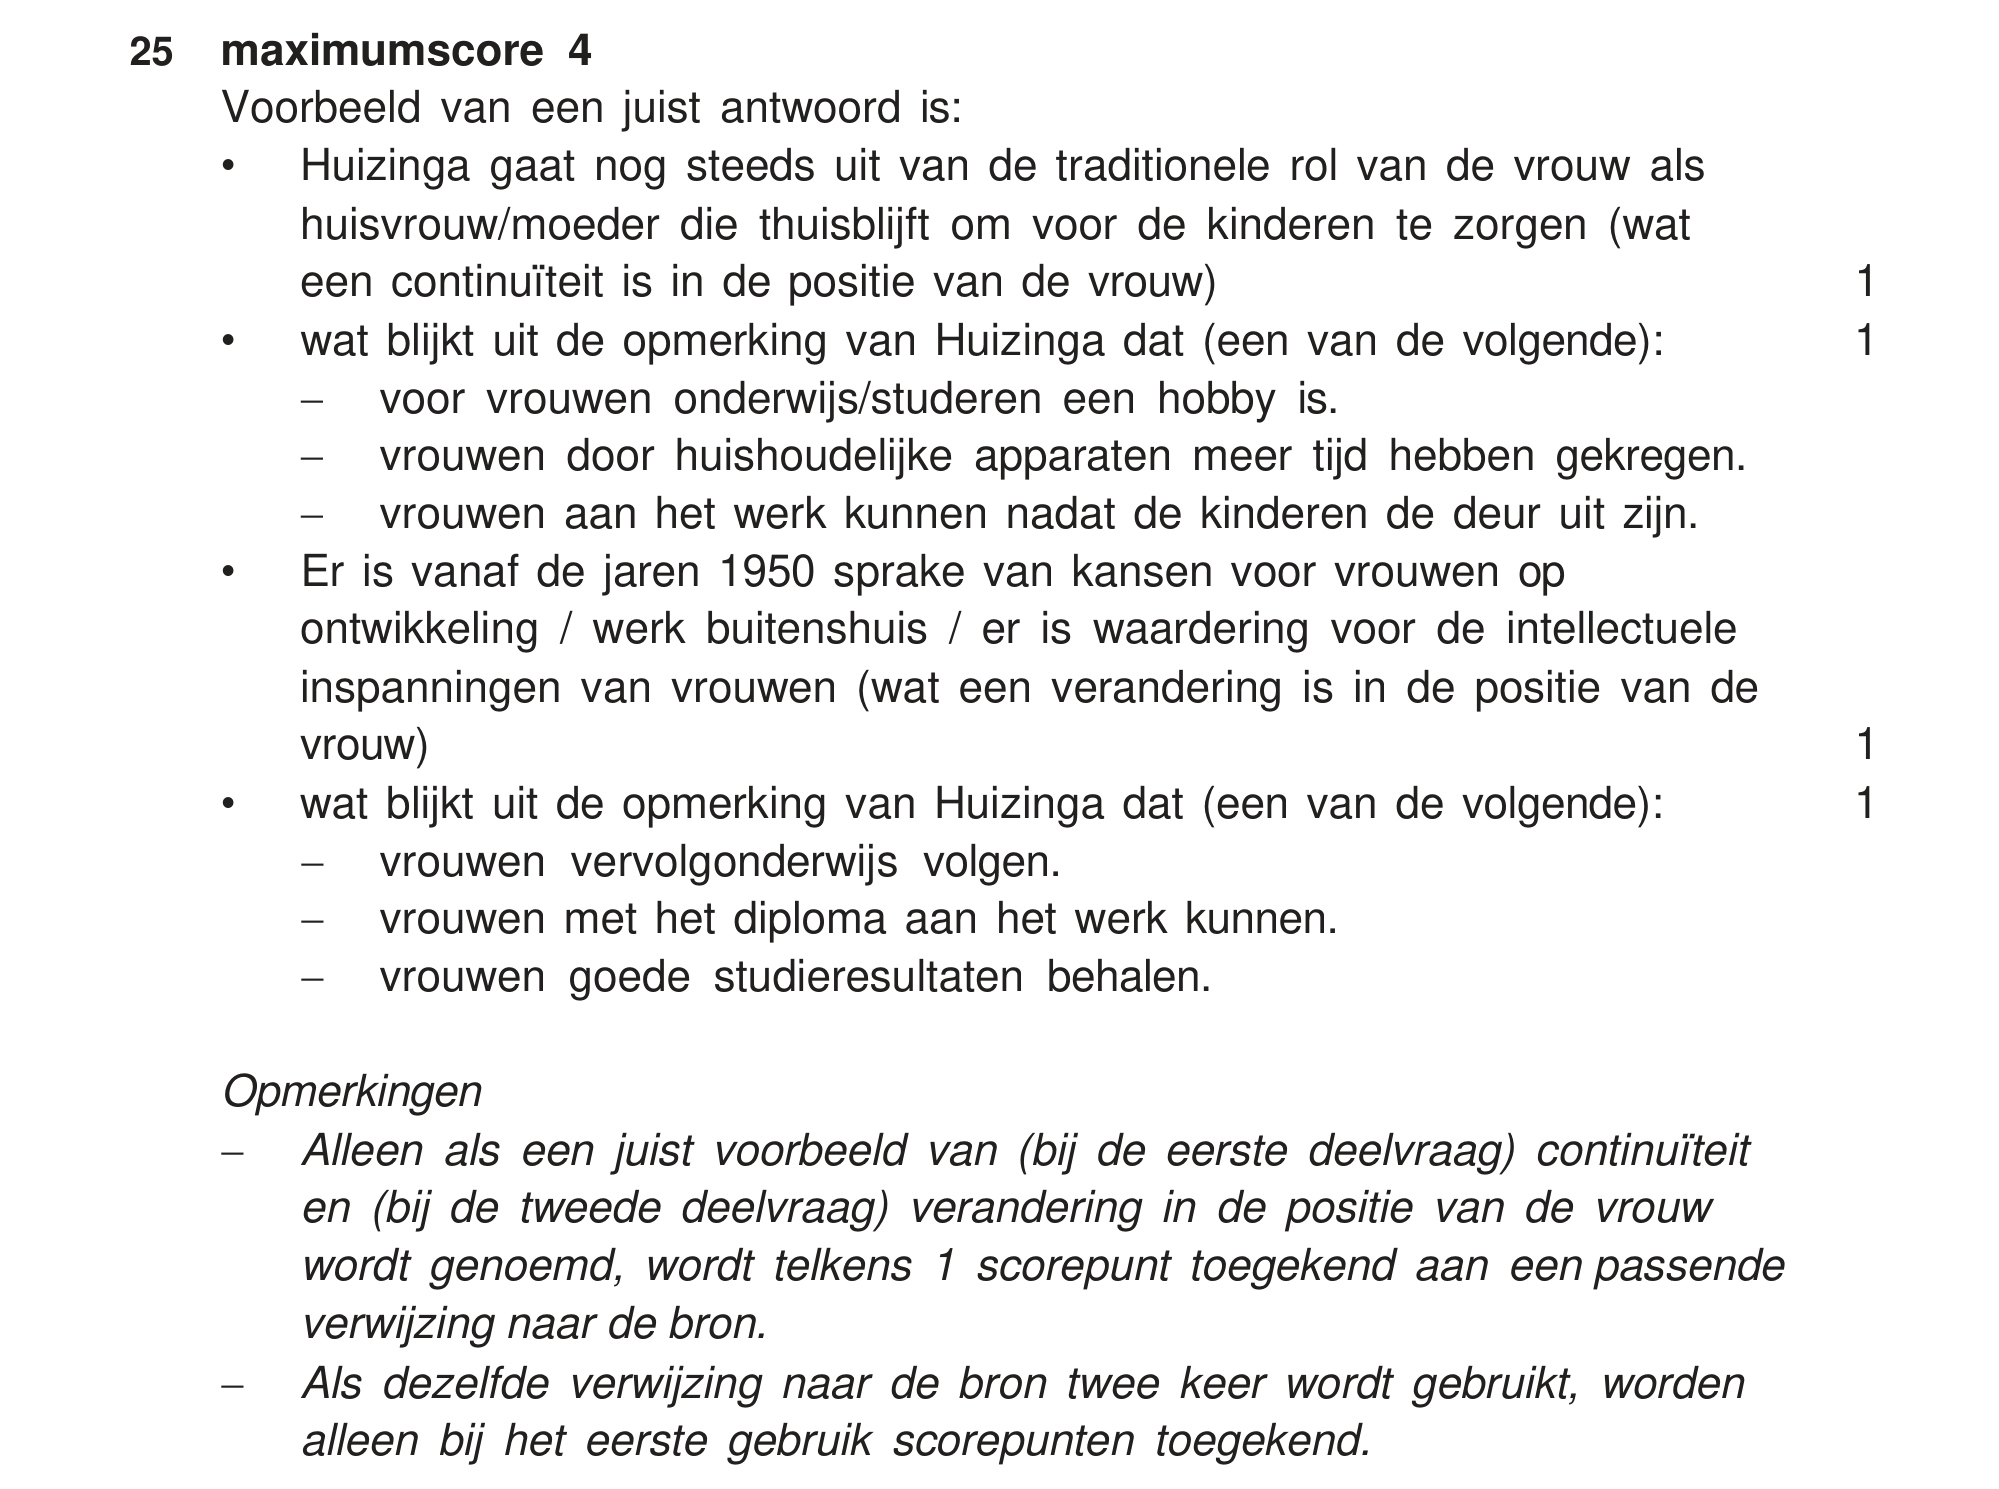 25 maximumscore 4
Voorbeeld van een juist antwoord is:
• Huizinga gaat nog steeds uit van de traditionele rol van de vrouw als
huisvrouw/moeder die thuisblijft om voor de kinderen te zorgen (wat
een continuïteit is in de positie van de vrouw) 1
• wat blijkt uit de opmerking van Huizinga dat (een van de volgende): 1
– voor vrouwen onderwijs/studeren een hobby is.
– vrouwen door huishoudelijke apparaten meer tijd hebben gekregen.
– vrouwen aan het werk kunnen nadat de kinderen de deur uit zijn.
• Er is vanaf de jaren 1950 sprake van kansen voor vrouwen op
ontwikkeling / werk buitenshuis / er is waardering voor de intellectuele
inspanningen van vrouwen (wat een verandering is in de positie van de
vrouw) 1
• wat blijkt uit de opmerking van Huizinga dat (een van de volgende): 1
– vrouwen vervolgonderwijs volgen.
– vrouwen met het diploma aan het werk kunnen.
– vrouwen goede studieresultaten behalen.
Opmerkingen
– Alleen als een juist voorbeeld van (bij de eerste deelvraag) continuïteit
en (bij de tweede deelvraag) verandering in de positie van de vrouw
wordt genoemd, wordt telkens 1 scorepunt toegekend aan een passende
verwijzing naar de bron.
– Als dezelfde verwijzing naar de bron twee keer wordt gebruikt, worden
alleen bij het eerste gebruik scorepunten toegekend.